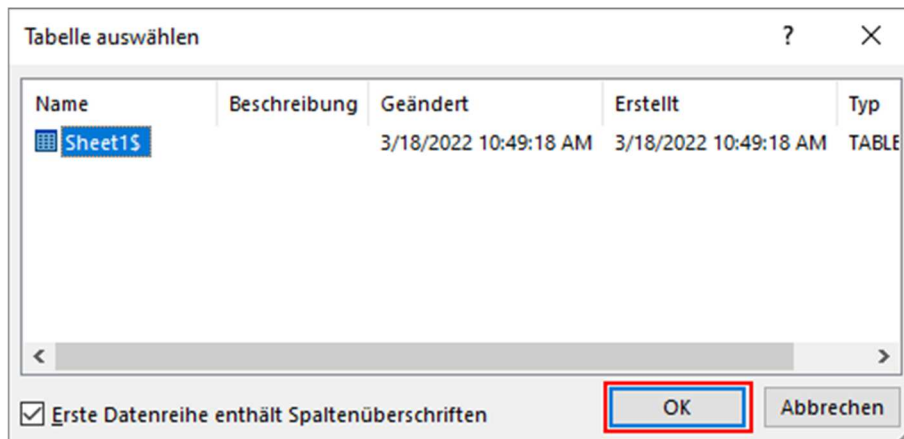 Tabelle auswählen ? ×
Name Beschreibung Geändert Erstellt Typ
Sheet1$ 3/18/2022 10:49:18 AM 3/18/2022 10:49:18 AM TABLE
Erste Datenreihe enthält Spaltenüberschriften OK Abbrechen